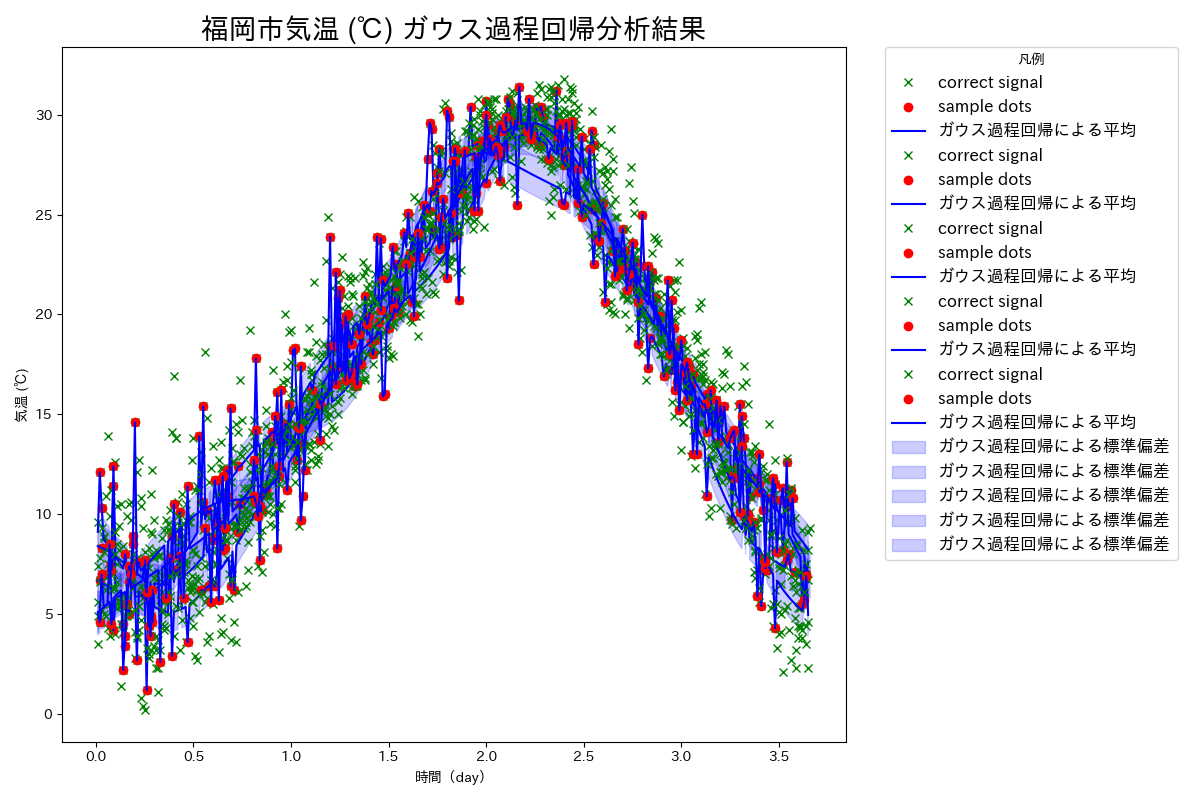 福岡市気温 (℃) ガウス過程回帰分析結果
気温 (℃)
30
25
20
15
10
5
0
0.0 0.5 1.0 1.5 2.0 2.5 3.0 3.5
時間（day）
凡例
correct signal
sample dots
ガウス過程回帰による平均
correct signal
sample dots
ガウス過程回帰による平均
correct signal
sample dots
ガウス過程回帰による平均
correct signal
sample dots
ガウス過程回帰による平均
correct signal
sample dots
ガウス過程回帰による平均
ガウス過程回帰による標準偏差
ガウス過程回帰による標準偏差
ガウス過程回帰による標準偏差
ガウス過程回帰による標準偏差
ガウス過程回帰による標準偏差